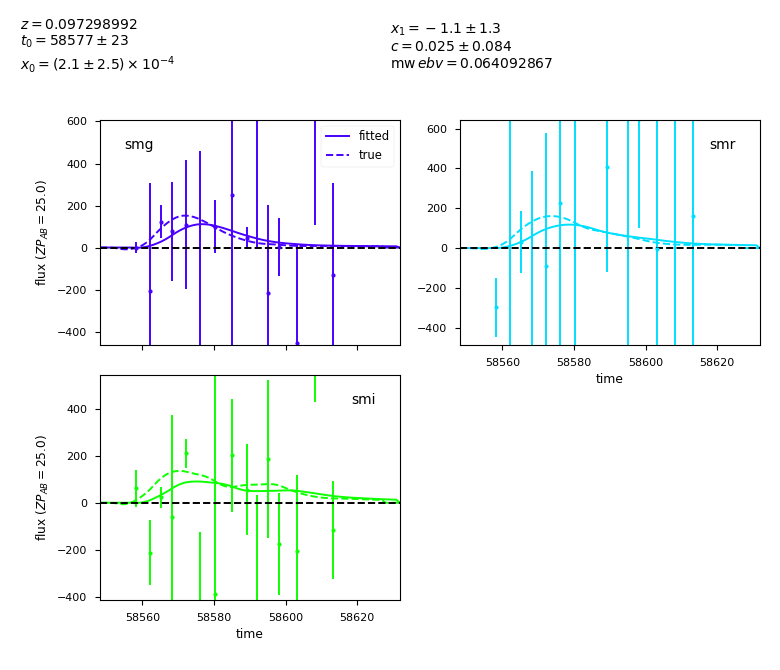 z = 0.097298992
t₀ = 58577 ± 23
x₀ = (2.1 ± 2.5) × 10⁻⁴
x₁ = −1.1 ± 1.3
c = 0.025 ± 0.084
mw ebv = 0.064092867
smg
fitted
true
600
400
200
0
−200
−400
flux (ZP_AB = 25.0)
smr
600
400
200
0
−200
−400
58560 58580 58600 58620
time
smi
400
200
0
−200
−400
flux (ZP_AB = 25.0)
58560 58580 58600 58620
time